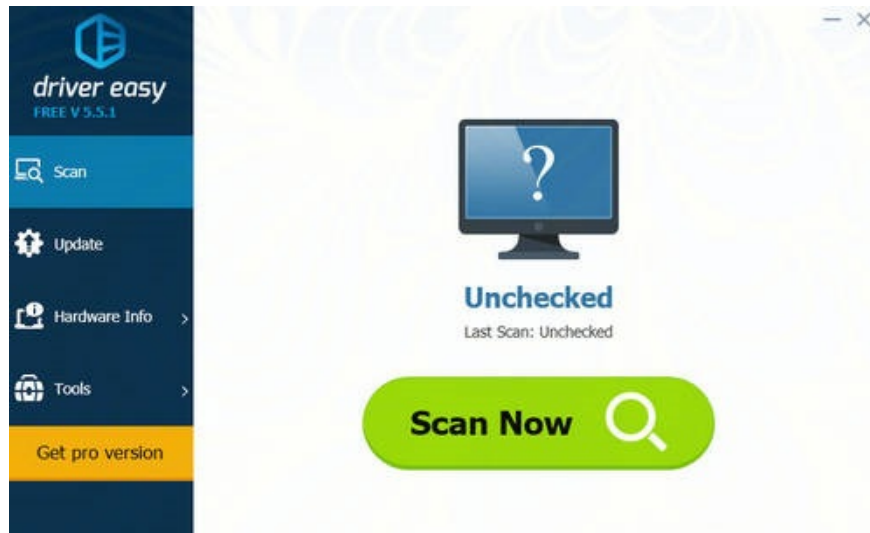 driver easy
FREE V 5.5.1
Scan
Update
Hardware Info
Tools
Get pro version
?
Unchecked
Last Scan: Unchecked
Scan Now